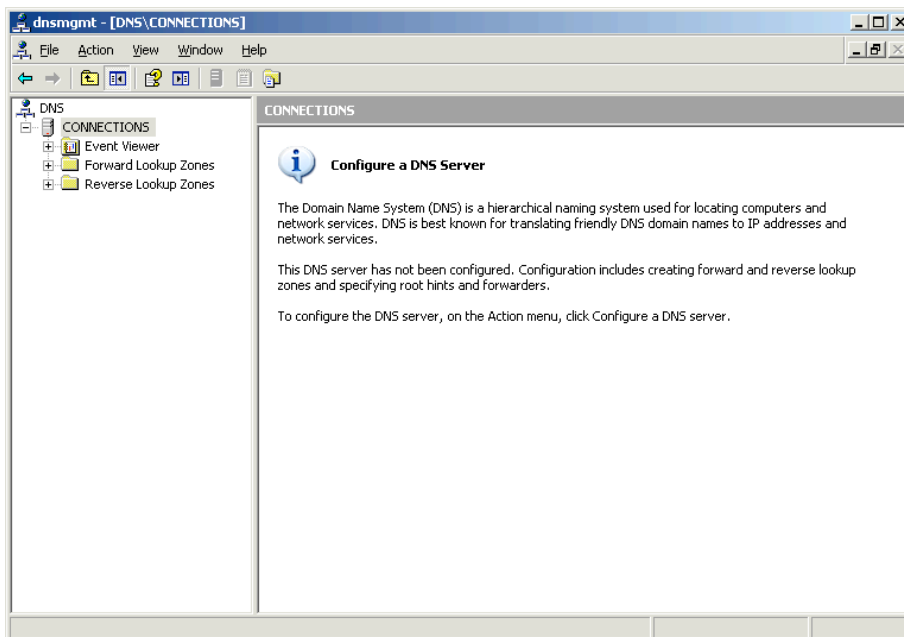 dnsmgmt - [DNS\CONNECTIONS]
File Action View Window Help
DNS
CONNECTIONS
Event Viewer
Forward Lookup Zones
Reverse Lookup Zones
CONNECTIONS
Configure a DNS Server
The Domain Name System (DNS) is a hierarchical naming system used for locating computers and
network services. DNS is best known for translating friendly DNS domain names to IP addresses and
network services.
This DNS server has not been configured. Configuration includes creating forward and reverse lookup
zones and specifying root hints and forwarders.
To configure the DNS server, on the Action menu, click Configure a DNS server.